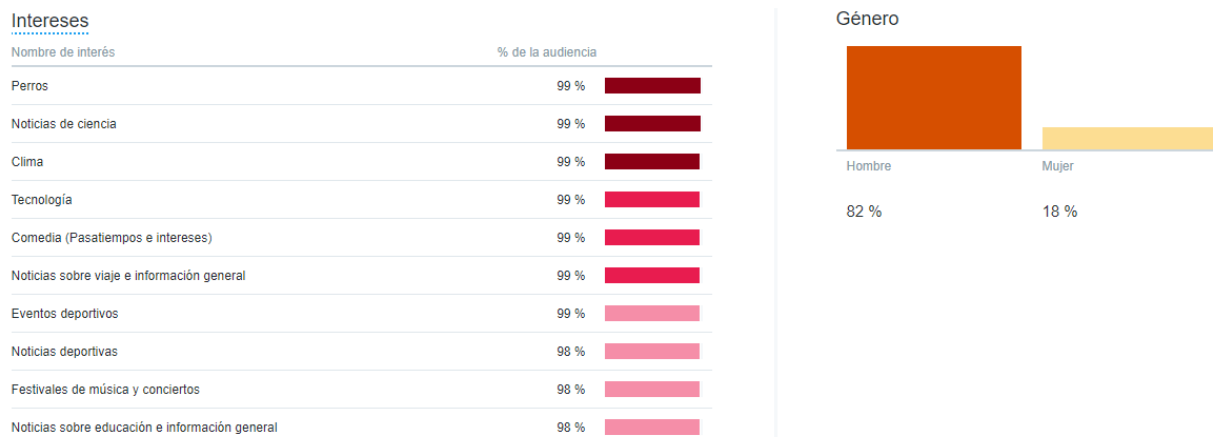 Intereses
Nombre de interés % de la audiencia
Perros 99 %
Noticias de ciencia 99 %
Clima 99 %
Tecnología 99 %
Comedia (Pasatiempos e intereses) 99 %
Noticias sobre viaje e información general 99 %
Eventos deportivos 99 %
Noticias deportivas 98 %
Festivales de música y conciertos 98 %
Noticias sobre educación e información general 98 %
Género
Hombre Mujer
82 % 18 %